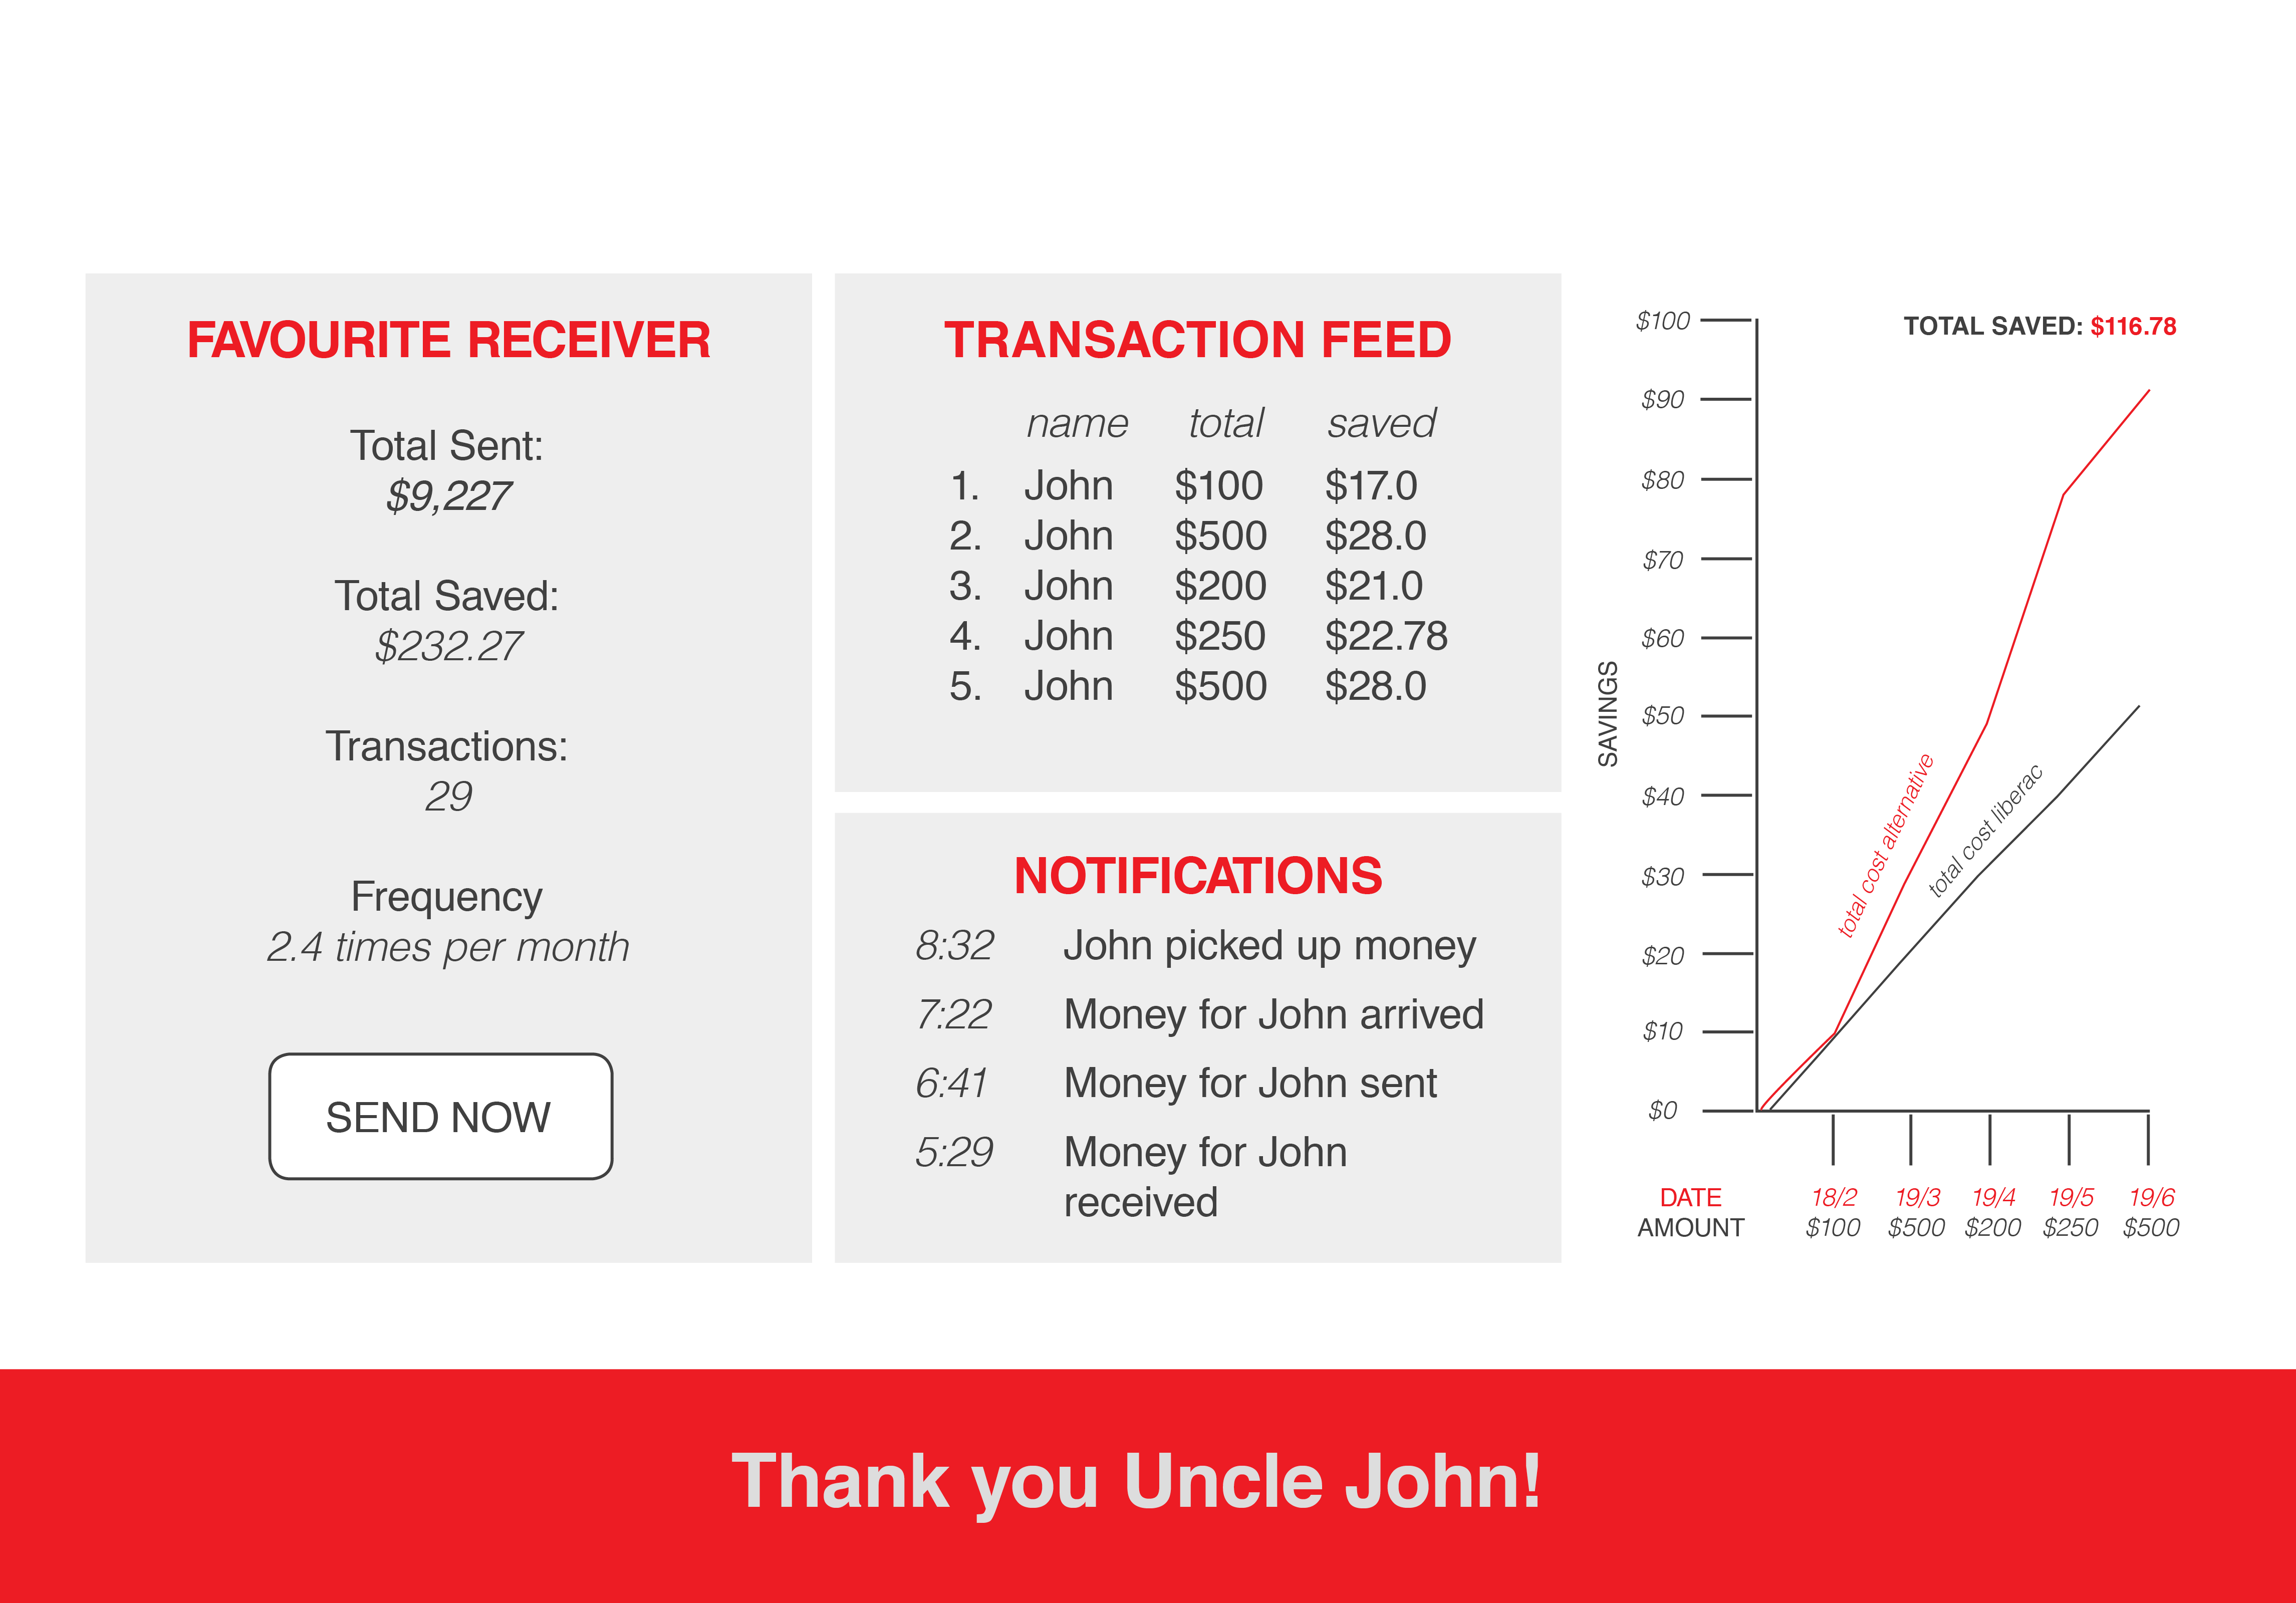 FAVOURITE RECEIVER
Total Sent:
$9,227
Total Saved:
$232.27
Transactions:
29
Frequency
2.4 times per month
SEND NOW
TRANSACTION FEED
name total saved
1. John $100 $17.0
2. John $500 $28.0
3. John $200 $21.0
4. John $250 $22.78
5. John $500 $28.0
NOTIFICATIONS
8:32 John picked up money
7:22 Money for John arrived
6:41 Money for John sent
5:29 Money for John
received
TOTAL SAVED: $116.78
SAVINGS
$100
$90
$80
$70
$60
$50
$40
$30
$20
$10
$0
total cost alternative
total cost liberac
DATE 18/2 19/3 19/4 19/5 19/6
AMOUNT $100 $500 $200 $250 $500
Thank you Uncle John!